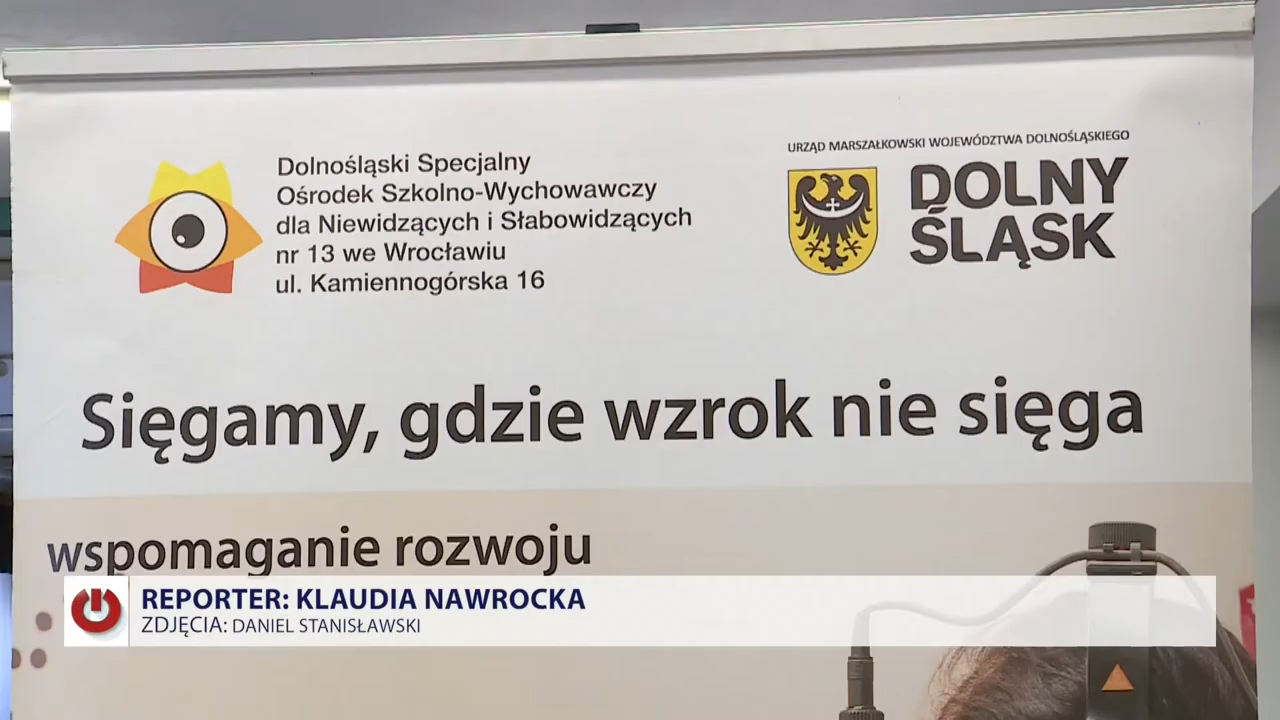 Dolnośląski Specjalny
Ośrodek Szkolno-Wychowawczy
dla Niewidzących i Słabowidzących
nr 13 we Wrocławiu
ul. Kamiennogórska 16
URZĄD MARSZAŁKOWSKI WOJEWÓDZTWA DOLNOŚLĄSKIEGO
DOLNY
ŚLĄSK
Sięgamy, gdzie wzrok nie sięga
wspomaganie rozwoju
REPORTER: KLAUDIA NAWROCKA
ZDJĘCIA: DANIEL STANISŁAWSKI